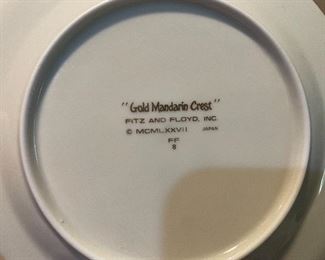 "Gold Mandarin Crest"
FITZ AND FLOYD, INC.
© MCMLXXVII JAPAN
FF
8